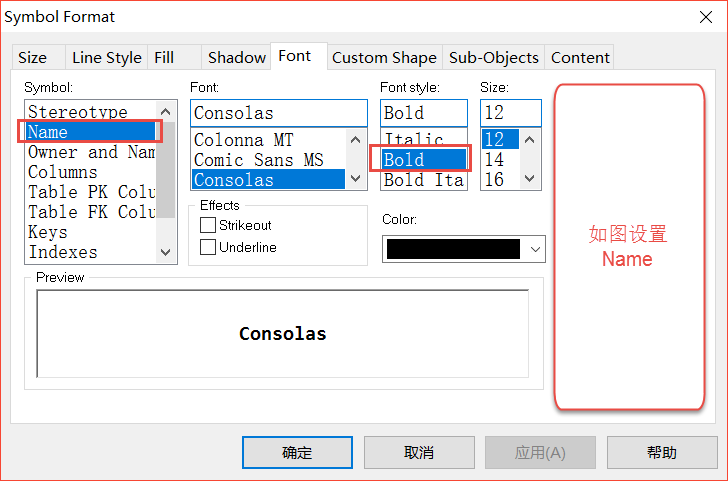 Symbol Format
Size Line Style Fill Shadow Font Custom Shape Sub-Objects Content
Symbol:
Stereotype
Name
Owner and Nam
Columns
Table PK Colu
Table FK Colu
Keys
Indexes
Font:
Consolas
Colonna MT
Comic Sans MS
Consolas
Font style:
Bold
Italic
Bold
Bold Ita
Size:
12
12
14
16
Effects
Strikeout
Underline
Color:
如图设置
Name
Preview
Consolas
确定 取消 应用(A) 帮助